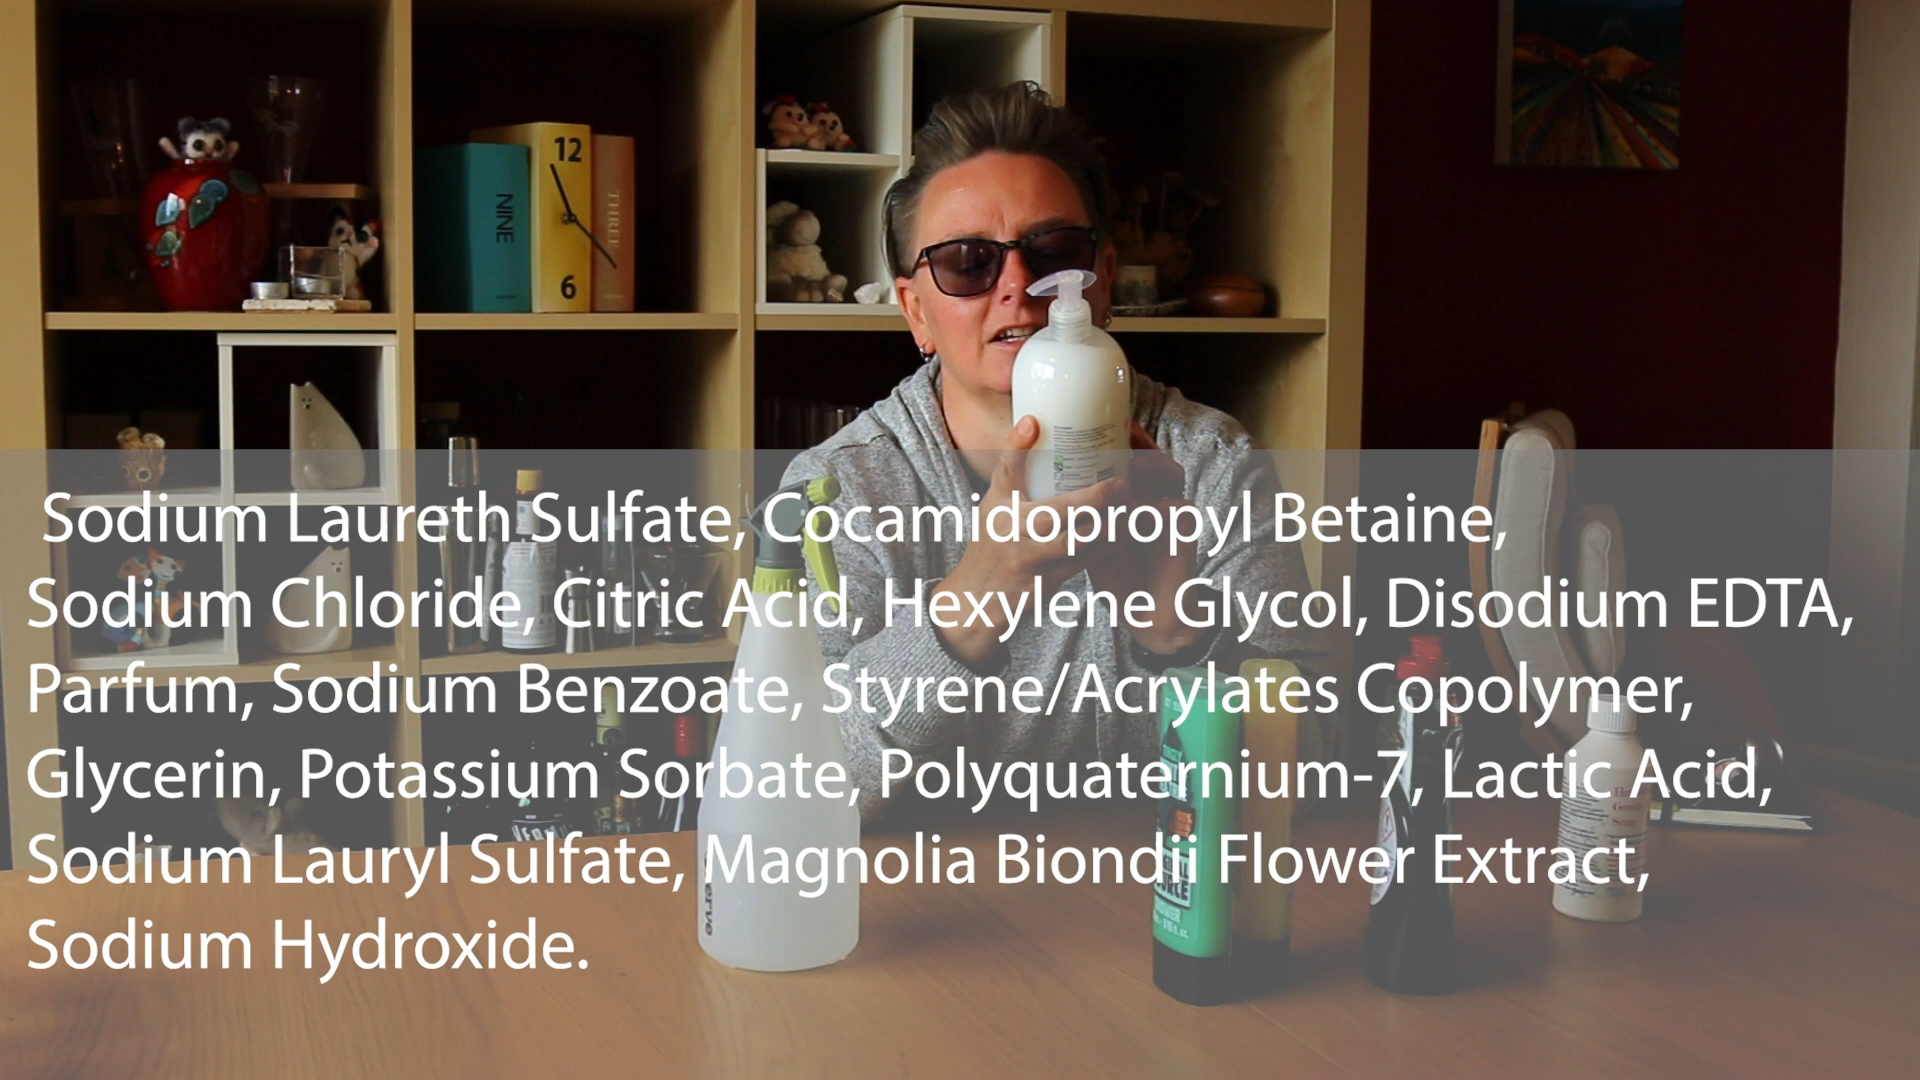 12
NINE
THREE
6
Sodium Laureth Sulfate, Cocamidopropyl Betaine,
Sodium Chloride, Citric Acid, Hexylene Glycol, Disodium EDTA,
Parfum, Sodium Benzoate, Styrene/Acrylates Copolymer,
Glycerin, Potassium Sorbate, Polyquaternium-7, Lactic Acid,
Sodium Lauryl Sulfate, Magnolia Biondii Flower Extract,
Sodium Hydroxide.